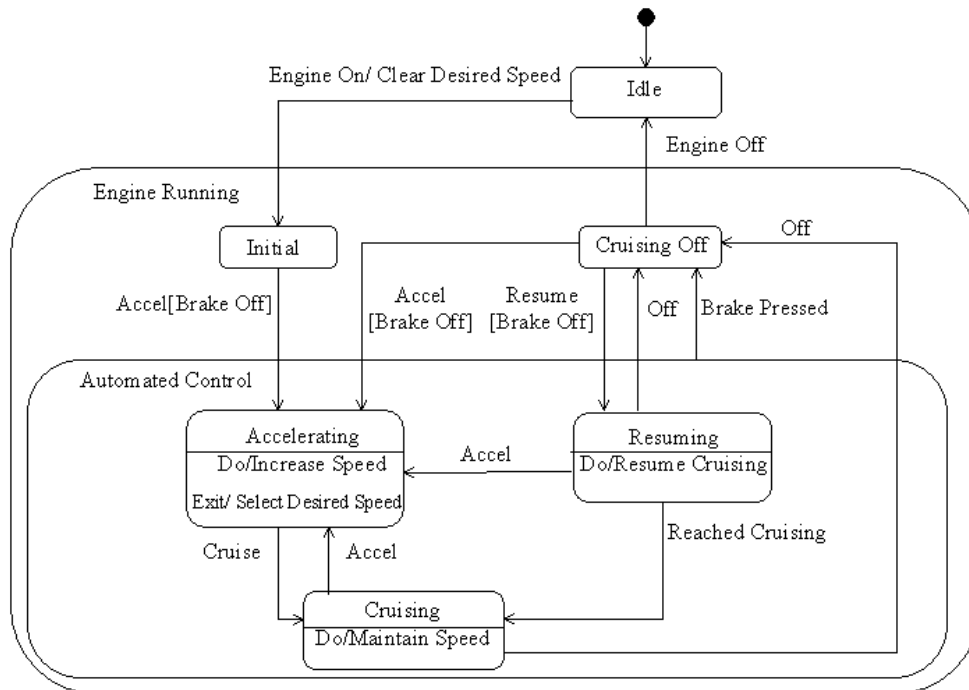 Engine On/ Clear Desired Speed
Idle
Engine Off
Engine Running
Initial
Cruising Off
Off
Accel[Brake Off]
Accel
[Brake Off]
Resume
[Brake Off]
Off
Brake Pressed
Automated Control
Accelerating
Do/Increase Speed
Exit/ Select Desired Speed
Accel
Resuming
Do/Resume Cruising
Cruise
Accel
Reached Cruising
Cruising
Do/Maintain Speed